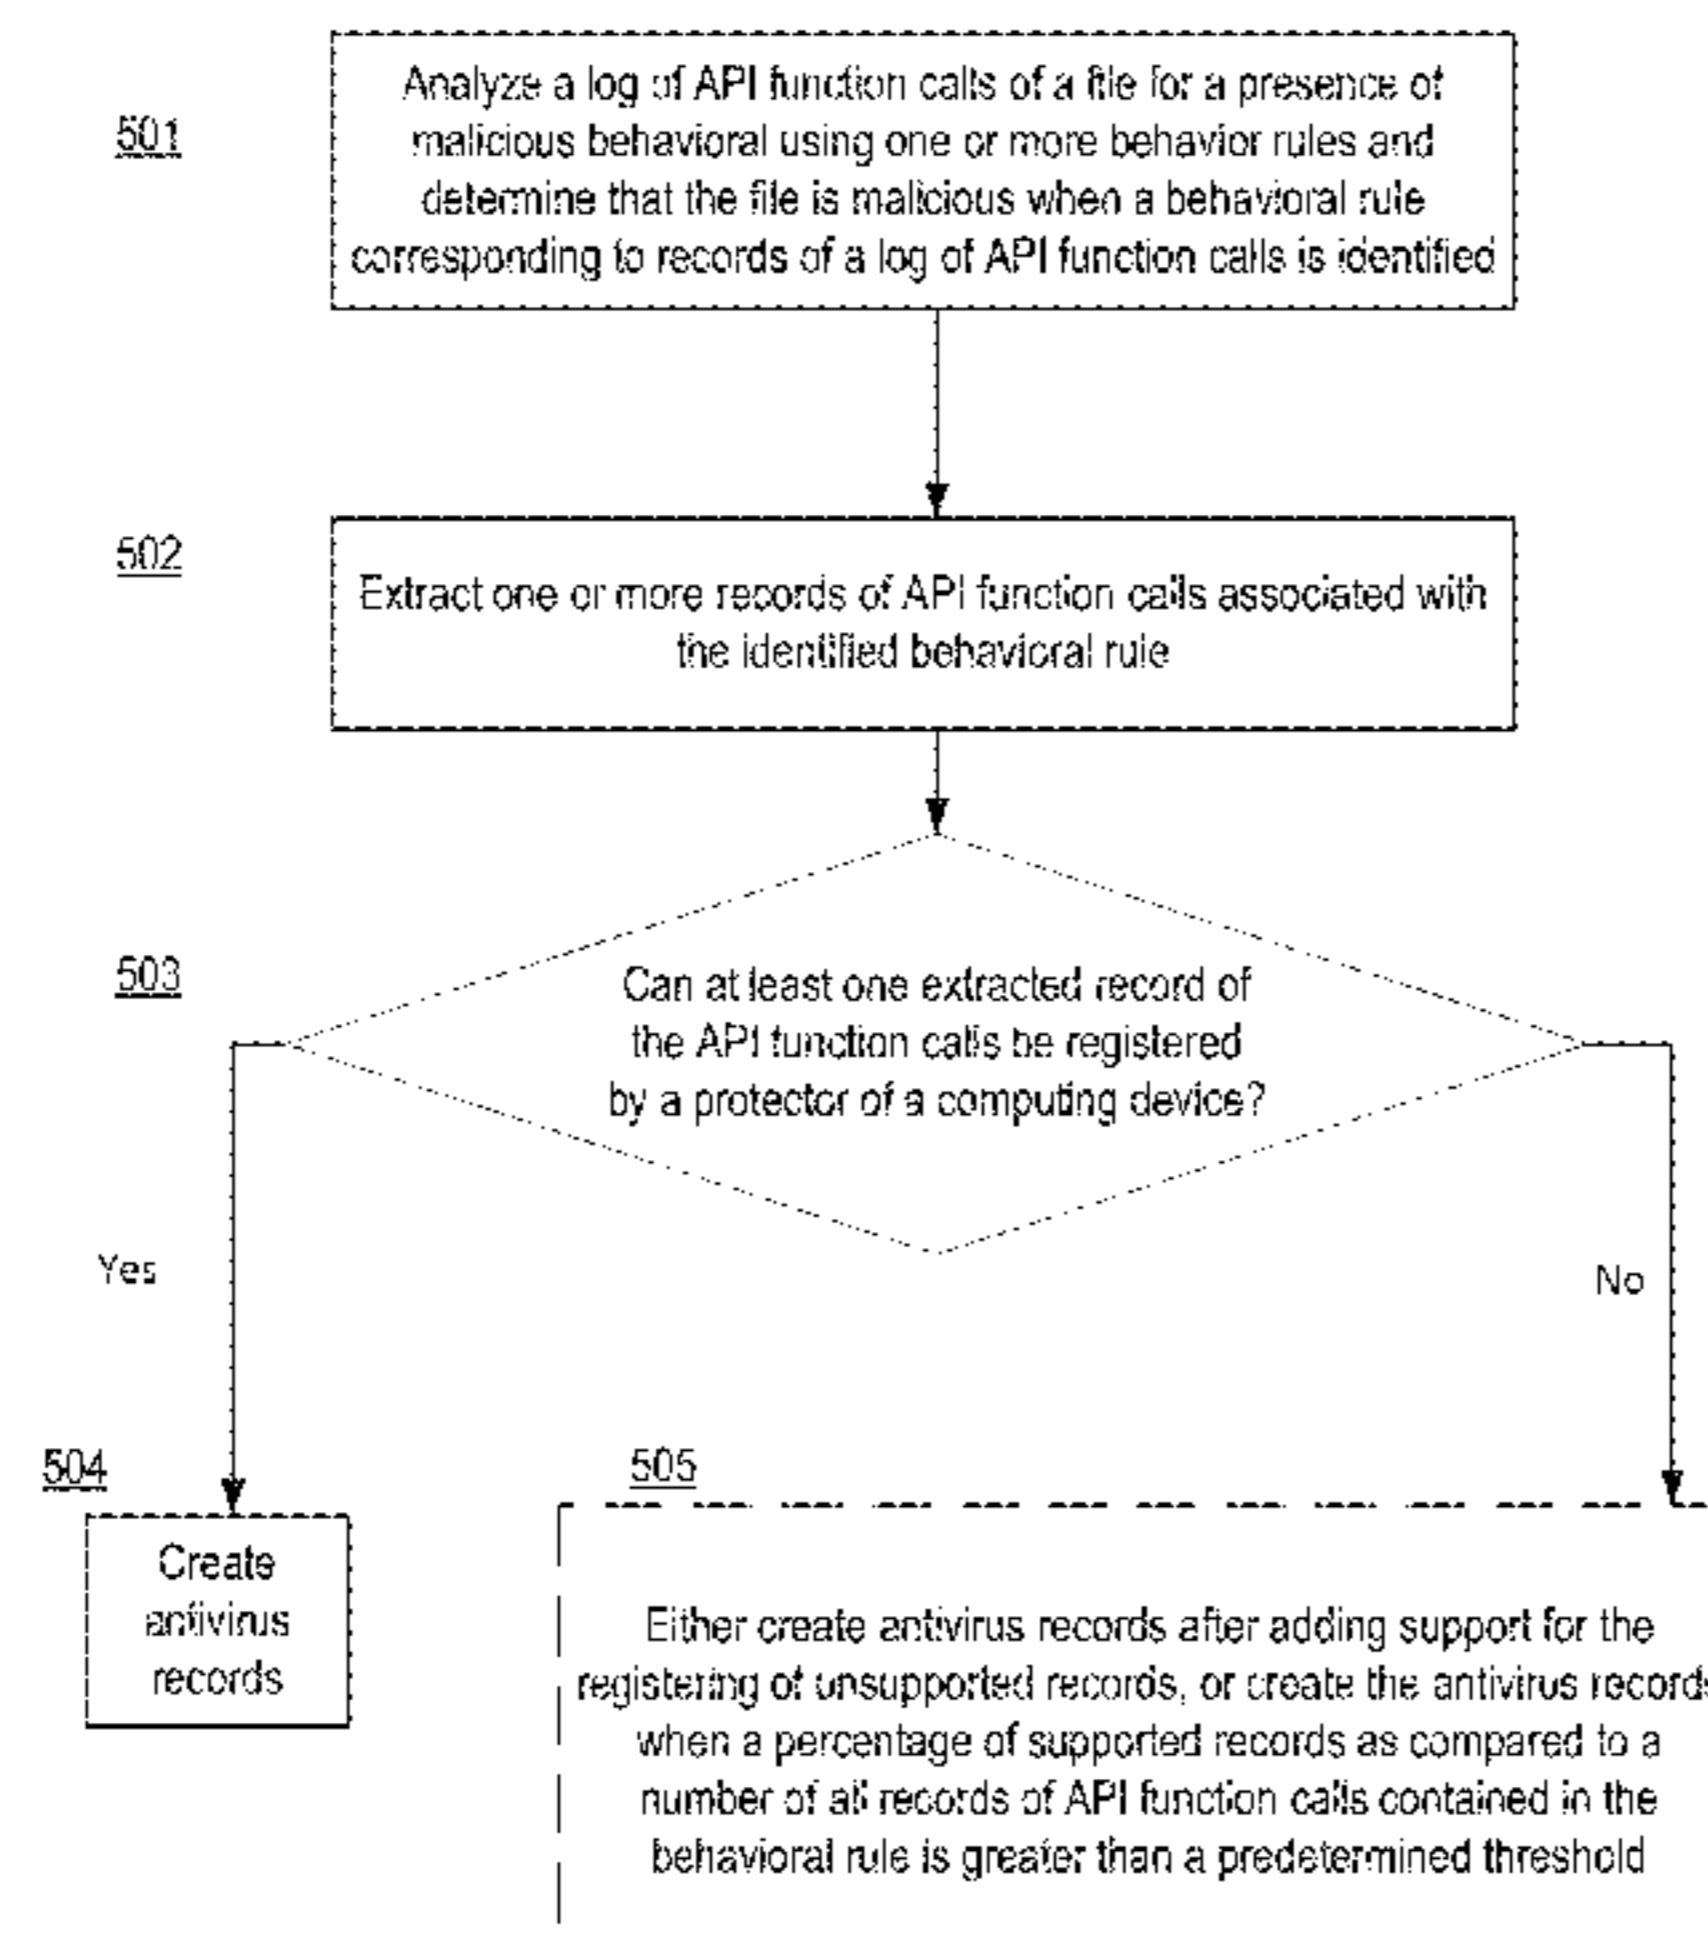 501
Analyze a log of API function calls of a file for a presence of
malicious behavioral using one or more behavior rules and
determine that the file is malicious when a behavioral rule
corresponding to records of a log of API function calls is identified
502
Extract one or more records of API function calls associated with
the identified behavioral rule
503
Can at least one extracted record of
the API function calls be registered
by a protector of a computing device?
Yes
No
504
Create
antivirus
records
505
Either create antivirus records after adding support for the
registering of unsupported records, or create the antivirus records
when a percentage of supported records as compared to a
number of all records of API function calls contained in the
behavioral rule is greater than a predetermined threshold